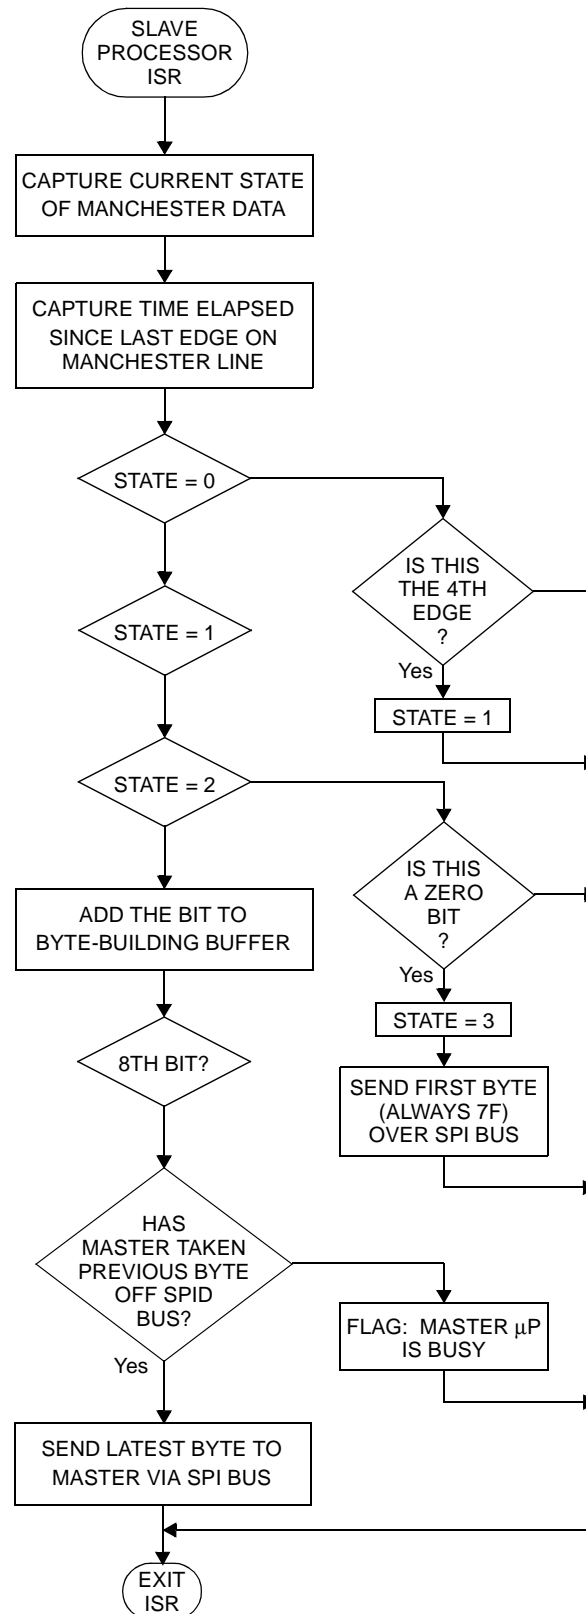 SLAVE
PROCESSOR
ISR
CAPTURE CURRENT STATE
OF MANCHESTER DATA
CAPTURE TIME ELAPSED
SINCE LAST EDGE ON
MANCHESTER LINE
STATE = 0
IS THIS
THE 4TH
EDGE
?
Yes
STATE = 1
STATE = 1
STATE = 2
IS THIS
A ZERO
BIT
?
Yes
STATE = 3
SEND FIRST BYTE
(ALWAYS 7F)
OVER SPI BUS
ADD THE BIT TO
BYTE-BUILDING BUFFER
8TH BIT?
HAS
MASTER TAKEN
PREVIOUS BYTE
OFF SPID
BUS?
Yes
FLAG: MASTER μP
IS BUSY
SEND LATEST BYTE TO
MASTER VIA SPI BUS
EXIT
ISR